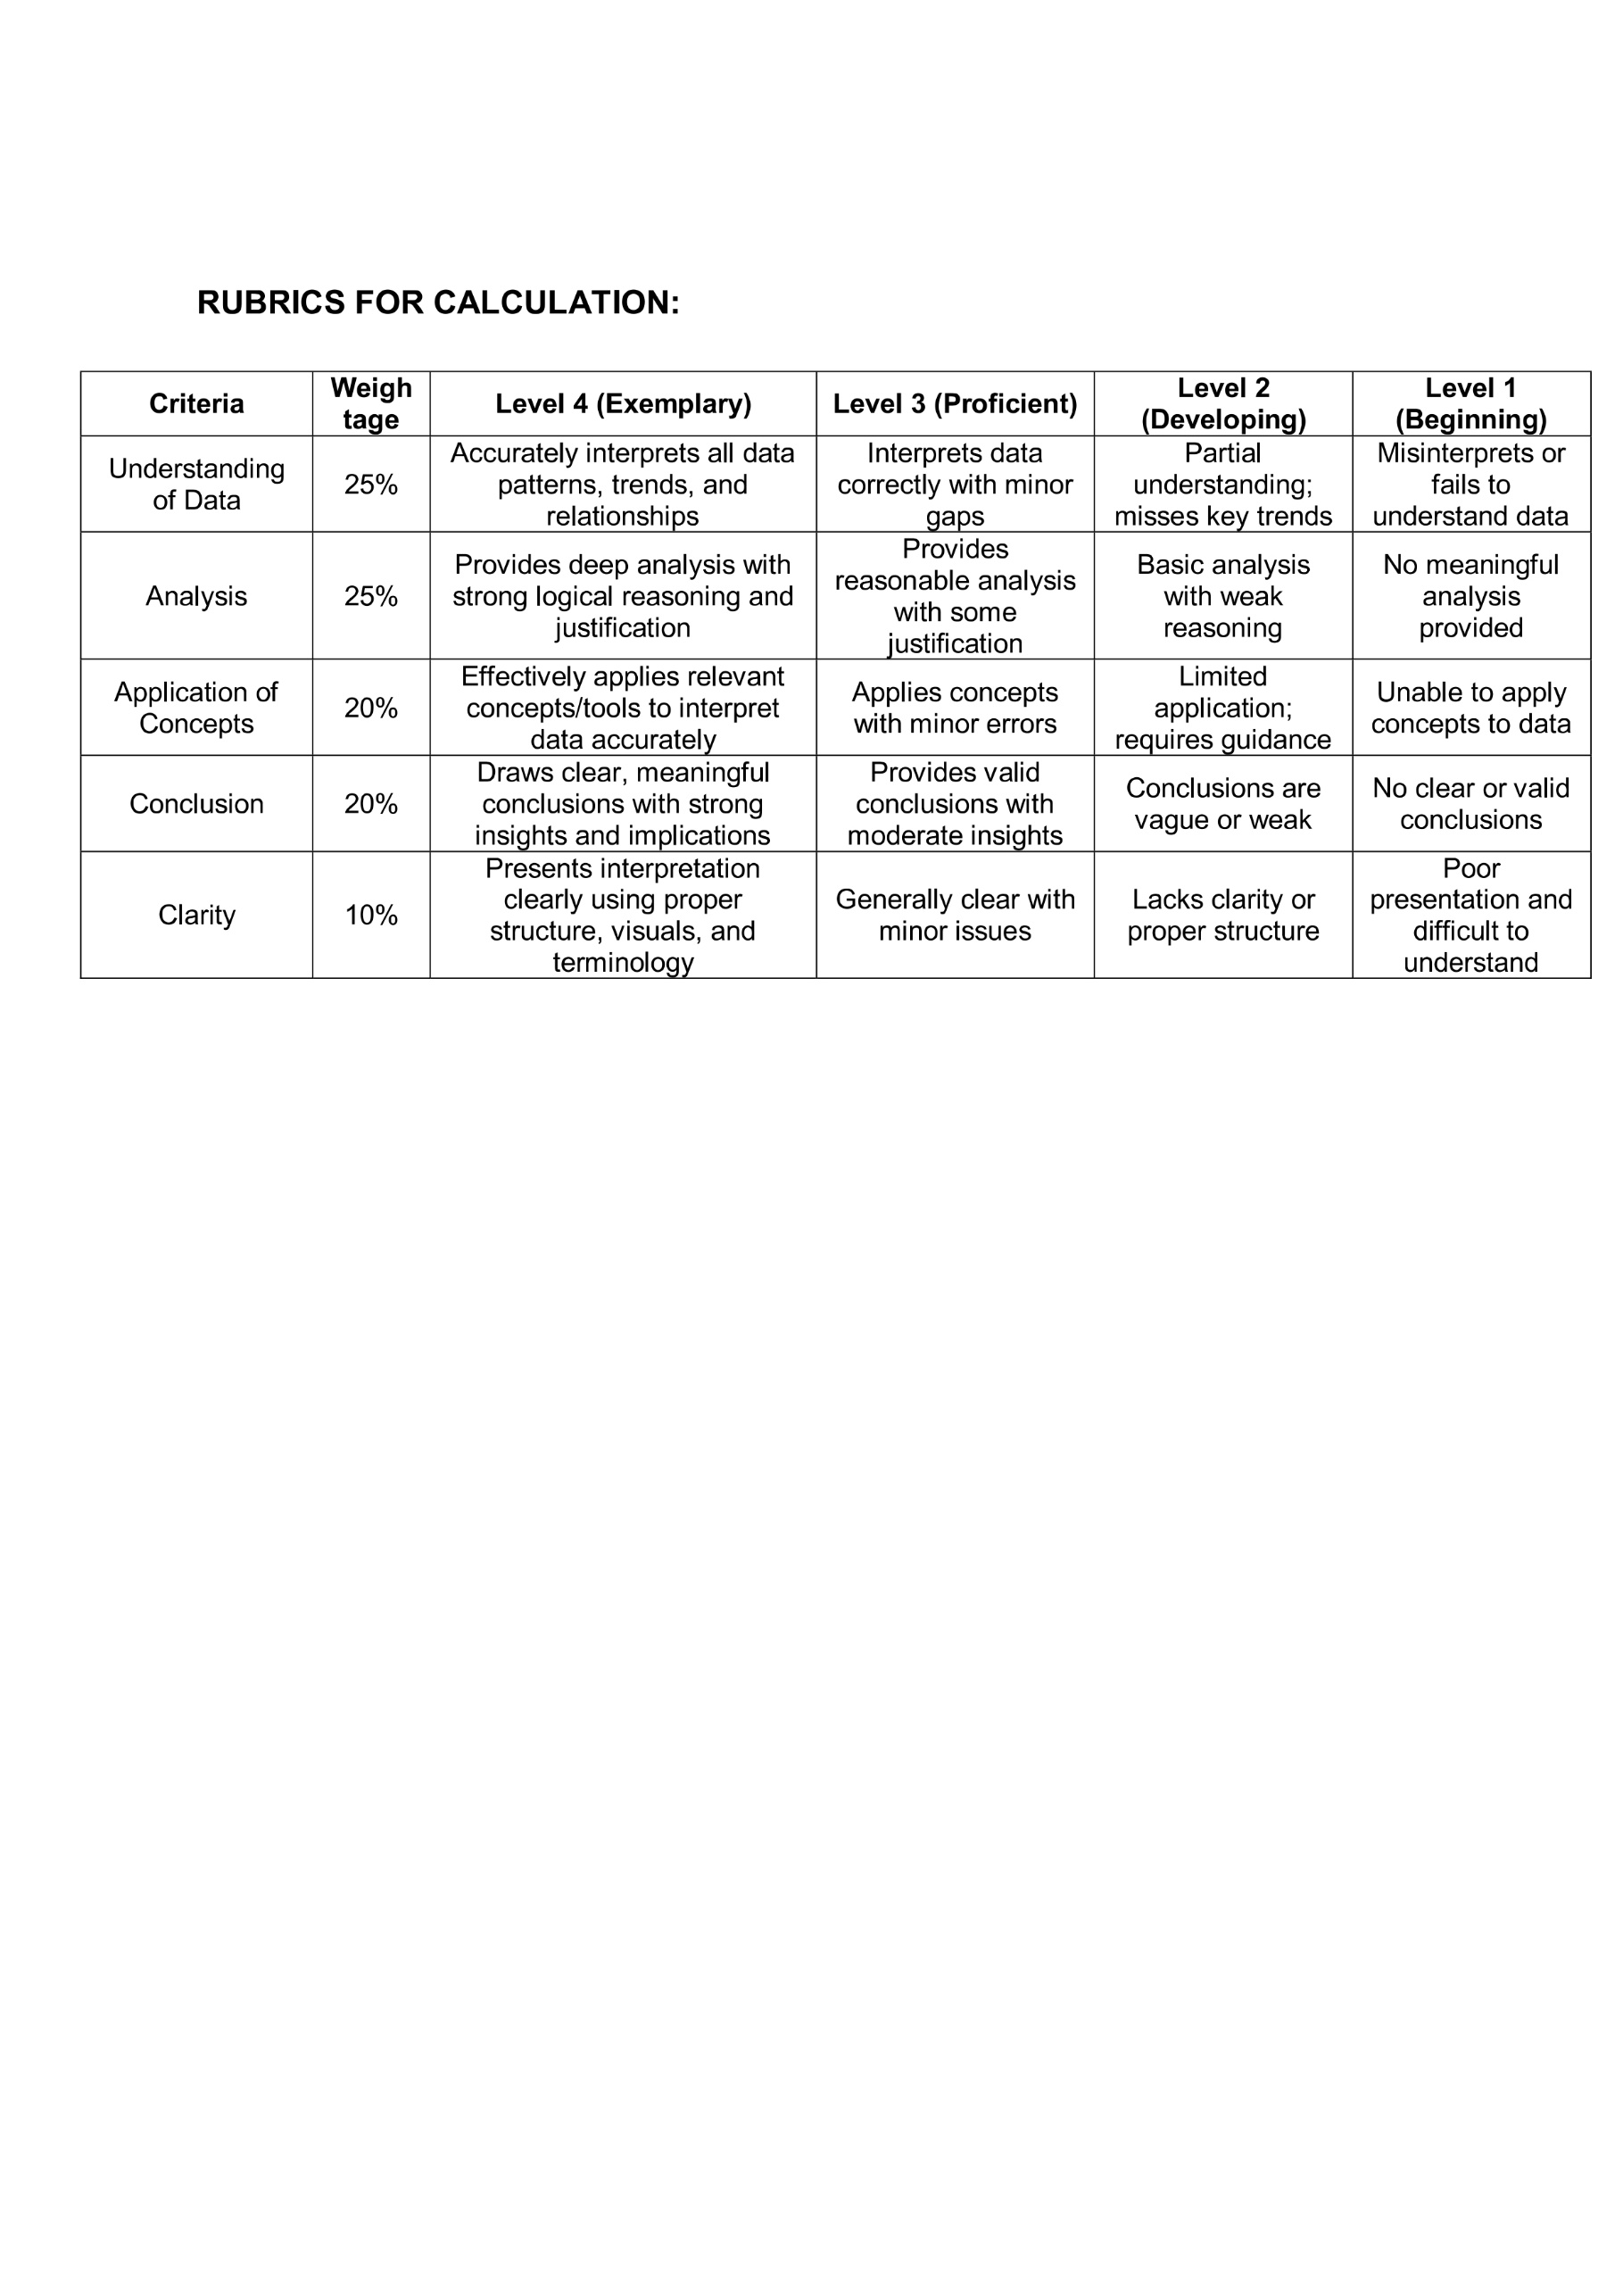 RUBRICS FOR CALCULATION:
Criteria
Weigh
tage
Level 4 (Exemplary)
Level 3 (Proficient)
Level 2
(Developing)
Level 1
(Beginning)
Understanding
of Data
25%
Accurately interprets all data
patterns, trends, and
relationships
Interprets data
correctly with minor
gaps
Partial
understanding;
misses key trends
Misinterprets or
fails to
understand data
Analysis
25%
Provides deep analysis with
strong logical reasoning and
justification
Provides
reasonable analysis
with some
justification
Basic analysis
with weak
reasoning
No meaningful
analysis
provided
Application of
Concepts
20%
Effectively applies relevant
concepts/tools to interpret
data accurately
Applies concepts
with minor errors
Limited
application;
requires guidance
Unable to apply
concepts to data
Conclusion
20%
Draws clear, meaningful
conclusions with strong
insights and implications
Provides valid
conclusions with
moderate insights
Conclusions are
vague or weak
No clear or valid
conclusions
Clarity
10%
Presents interpretation
clearly using proper
structure, visuals, and
terminology
Generally clear with
minor issues
Lacks clarity or
proper structure
Poor
presentation and
difficult to
understand